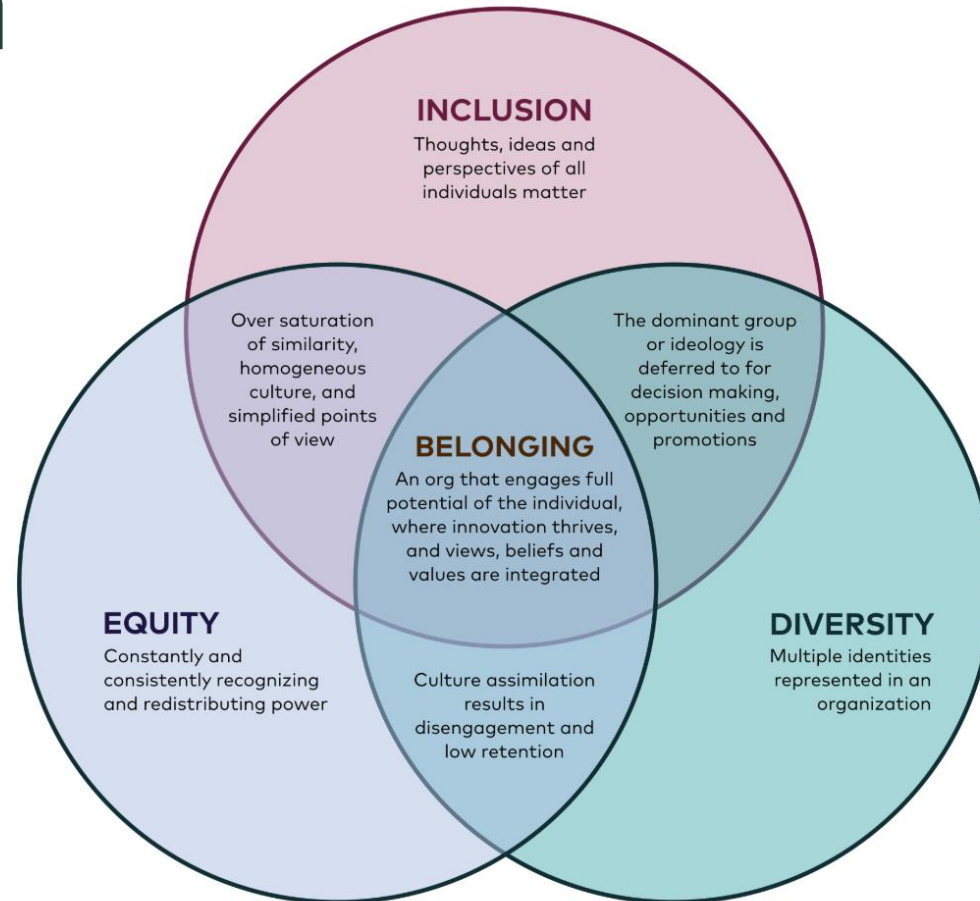 INCLUSION
Thoughts, ideas and
perspectives of all
individuals matter
Over saturation
of similarity,
homogeneous
culture, and
simplified points
of view
The dominant group
or ideology is
deferred to for
decision making,
opportunities and
promotions
BELONGING
An org that engages full
potential of the individual,
where innovation thrives,
and views, beliefs and
values are integrated
EQUITY
Constantly and
consistently recognizing
and redistributing power
DIVERSITY
Multiple identities
represented in an
organization
Culture assimilation
results in
disengagement and
low retention